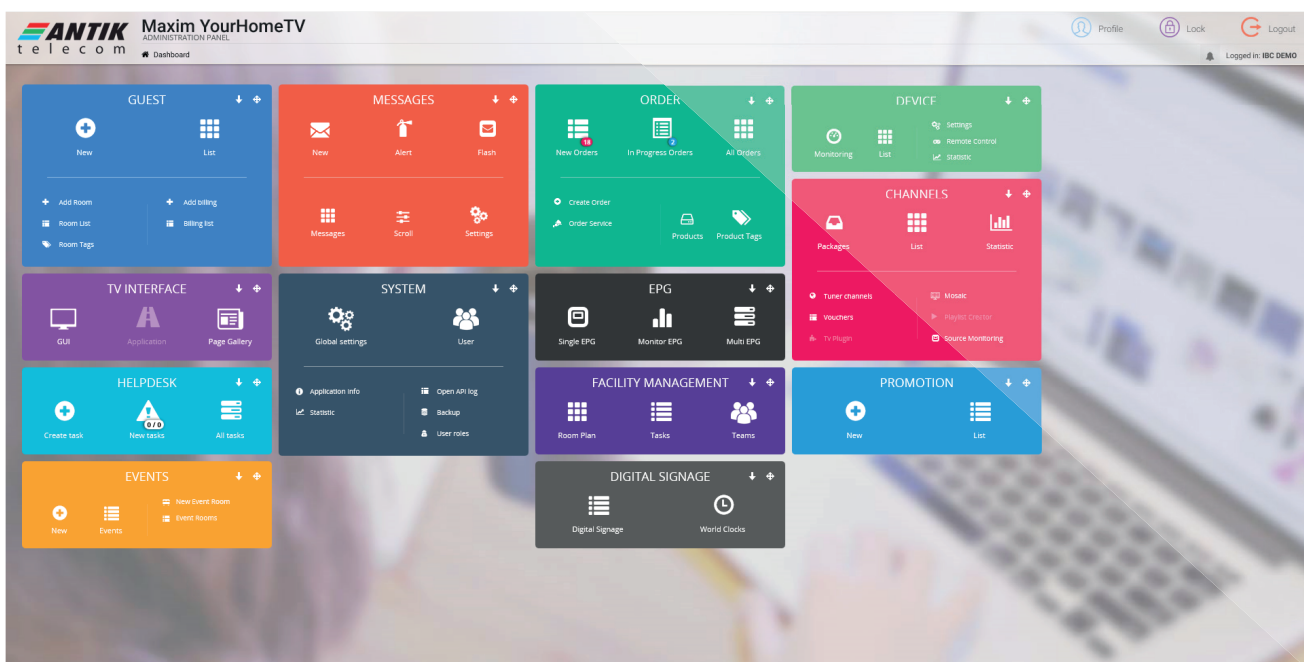 ANTIK
telecom
Maxim YourHomeTV
ADMINISTRATION PANEL
Dashboard
Profile
Lock
Logout
Logged in: IBC DEMO
GUEST
New
List
Add Room
Add billing
Room List
Billing list
Room Tags
MESSAGES
New
Alert
Flash
Messages
Scroll
Settings
ORDER
18
2
New Orders
In Progress Orders
All Orders
Create Order
Order Service
Products
Product Tags
DEVICE
Monitoring
List
Settings
Remote Control
Statistic
CHANNELS
Packages
List
Statistic
Tuner channels
Mosaic
Vouchers
Playlist Creator
Tv Plugin
Source Monitoring
TV INTERFACE
GUI
Application
Page Gallery
SYSTEM
Global settings
User
Application info
Open API log
Statistic
Backup
User roles
EPG
Single EPG
Monitor EPG
Multi EPG
HELPDESK
0 / 0
Create task
New tasks
All tasks
FACILITY MANAGEMENT
Room Plan
Tasks
Teams
PROMOTION
New
List
EVENTS
New
Events
New Event Room
Event Rooms
DIGITAL SIGNAGE
Digital Signage
World Clocks